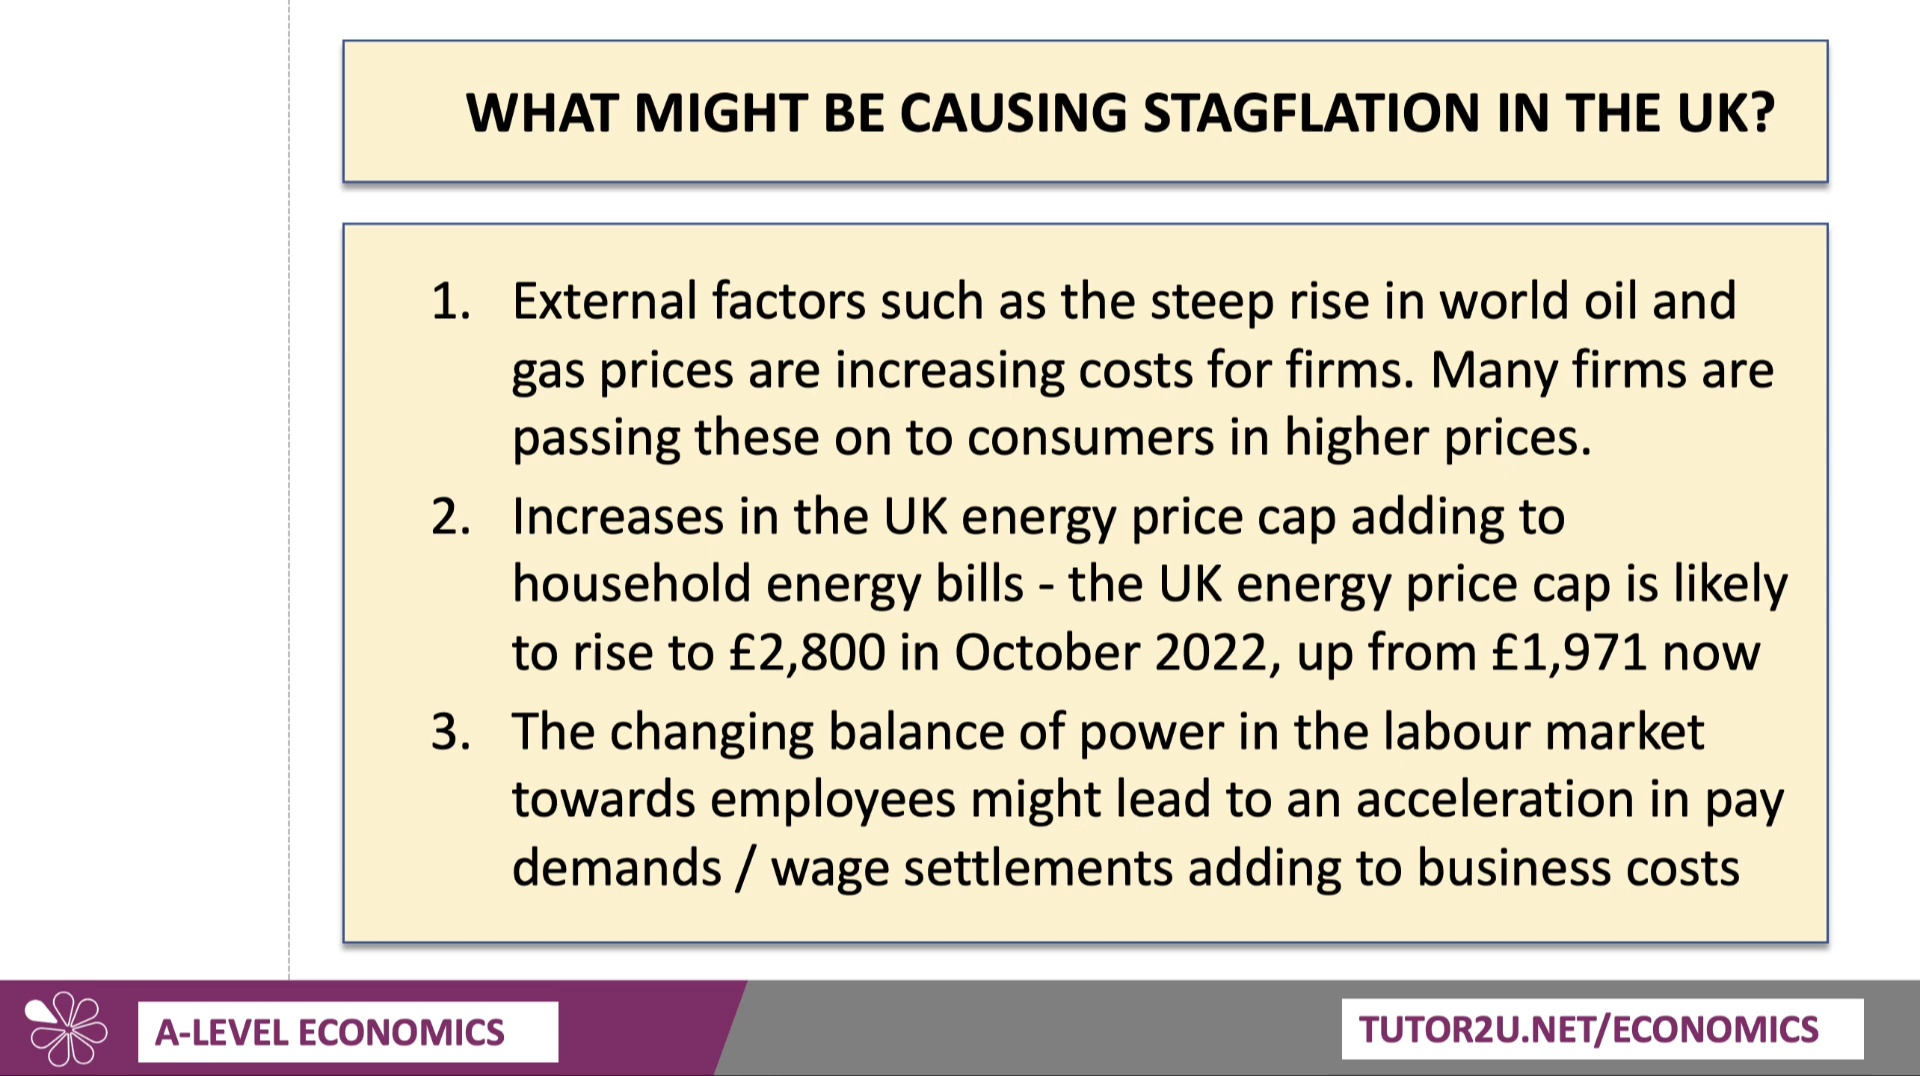 WHAT MIGHT BE CAUSING STAGFLATION IN THE UK?
1. External factors such as the steep rise in world oil and
gas prices are increasing costs for firms. Many firms are
passing these on to consumers in higher prices.
2. Increases in the UK energy price cap adding to
household energy bills - the UK energy price cap is likely
to rise to £2,800 in October 2022, up from £1,971 now
3. The changing balance of power in the labour market
towards employees might lead to an acceleration in pay
demands / wage settlements adding to business costs
A-LEVEL ECONOMICS
TUTOR2U.NET/ECONOMICS